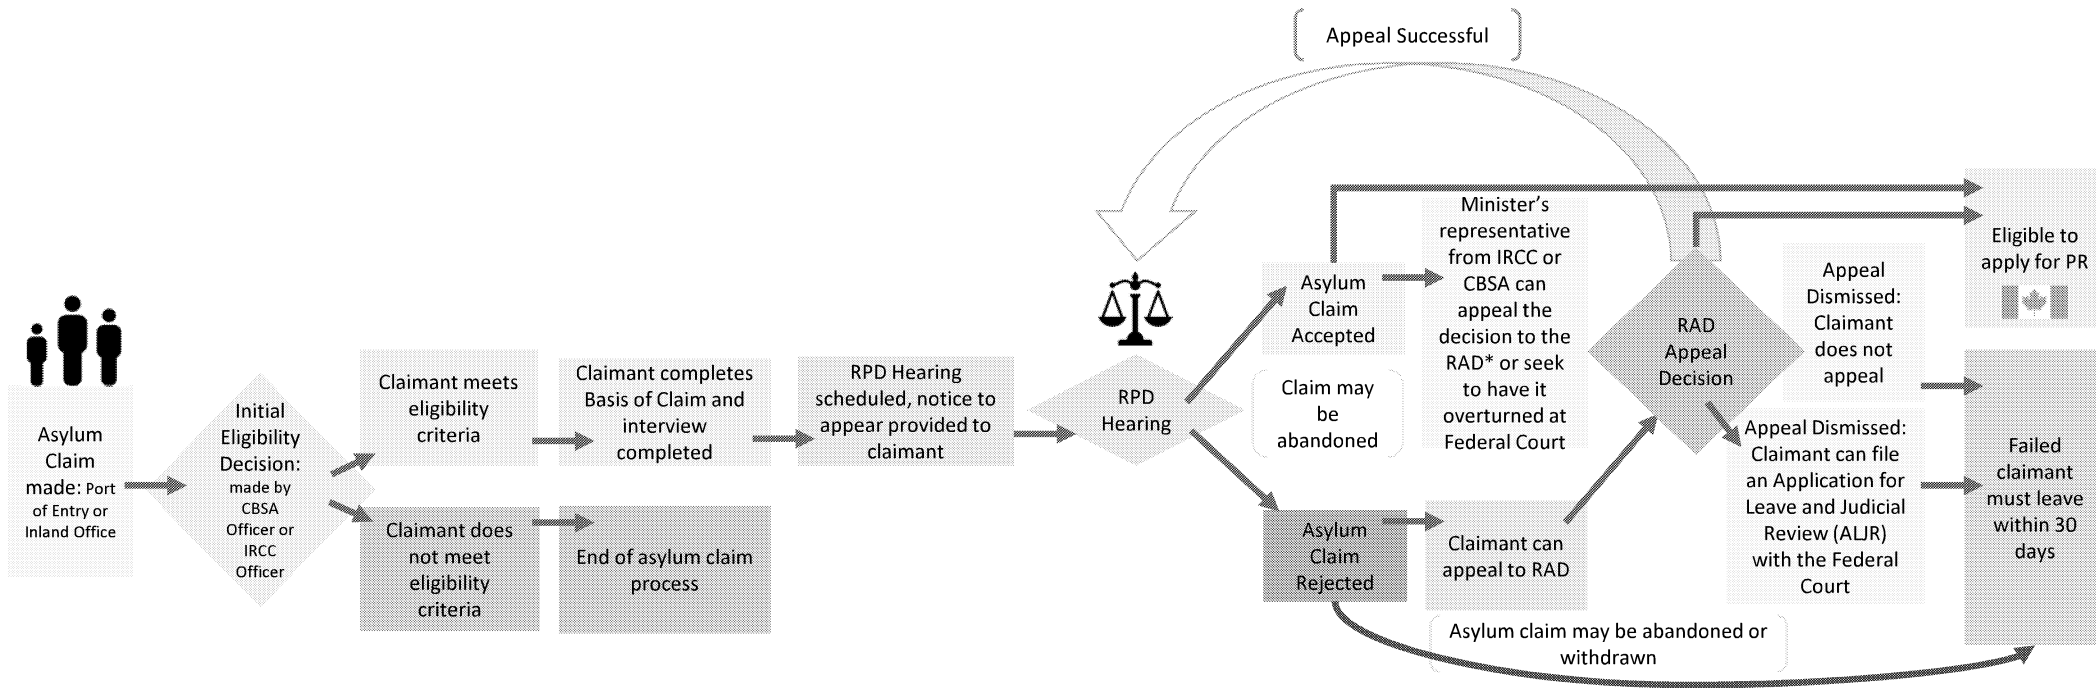 Appeal Successful
Asylum
Claim
made: Port
of Entry or
Inland Office
Initial
Eligibility
Decision:
made by
CBSA
Officer or
IRCC
Officer
Claimant meets
eligibility
criteria
Claimant does
not meet
eligibility
criteria
Claimant completes
Basis of Claim and
interview
completed
End of asylum claim
process
RPD Hearing
scheduled, notice to
appear provided to
claimant
RPD
Hearing
Asylum
Claim
Accepted
Claim may
be
abandoned
Asylum
Claim
Rejected
Minister's
representative
from IRCC or
CBSA can
appeal the
decision to the
RAD* or seek
to have it
overturned at
Federal Court
Claimant can
appeal to RAD
Asylum claim may be abandoned or
withdrawn
RAD
Appeal
Decision
Appeal
Dismissed:
Claimant
does not
appeal
Appeal Dismissed:
Claimant can file
an Application for
Leave and Judicial
Review (ALJR)
with the Federal
Court
Eligible to
apply for PR
Failed
claimant
must leave
within 30
days